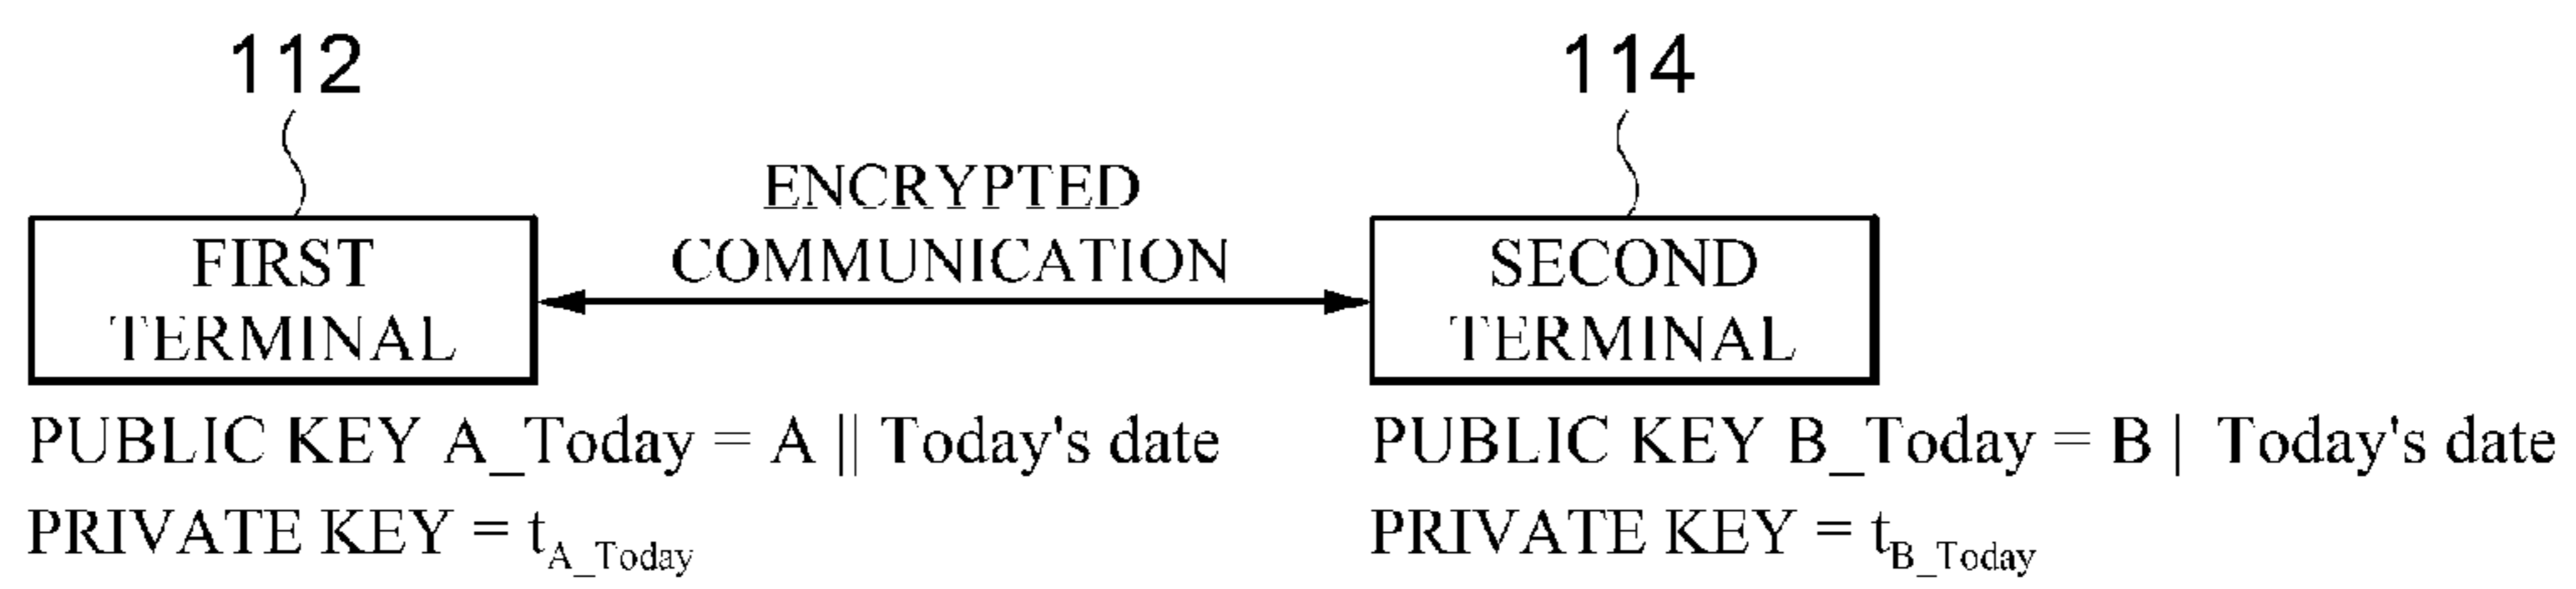 112
114
ENCRYPTED
COMMUNICATION
FIRST
TERMINAL
SECOND
TERMINAL
PUBLIC KEY A_Today = A || Today's date
PRIVATE KEY = tA_Today
PUBLIC KEY B_Today = B | Today's date
PRIVATE KEY = tB_Today